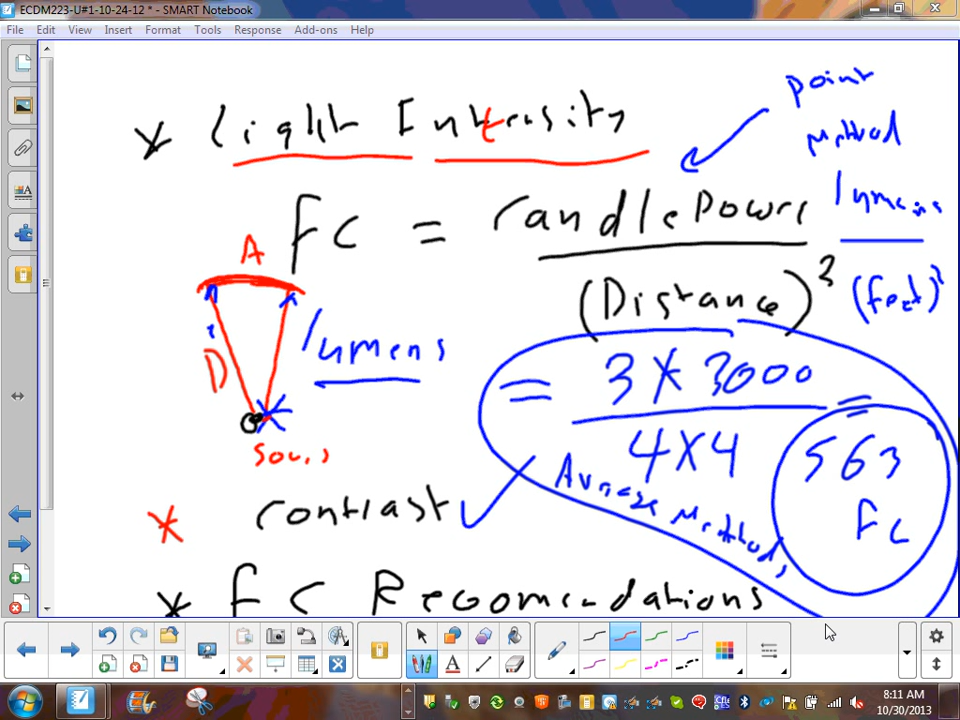 ECDM223-U#1-10-24-12 * - SMART Notebook
File Edit View Insert Format Tools Response Add-ons Help
* Light Intensity
point
method
lumens
(feet)²
FC = CandlePower
(Distance)²
A
D
lumens
= 3 X 3000 =
4 X 4
563
FC
Average Method
* contrast
* FC Recomendations
8:11 AM
10/30/2013